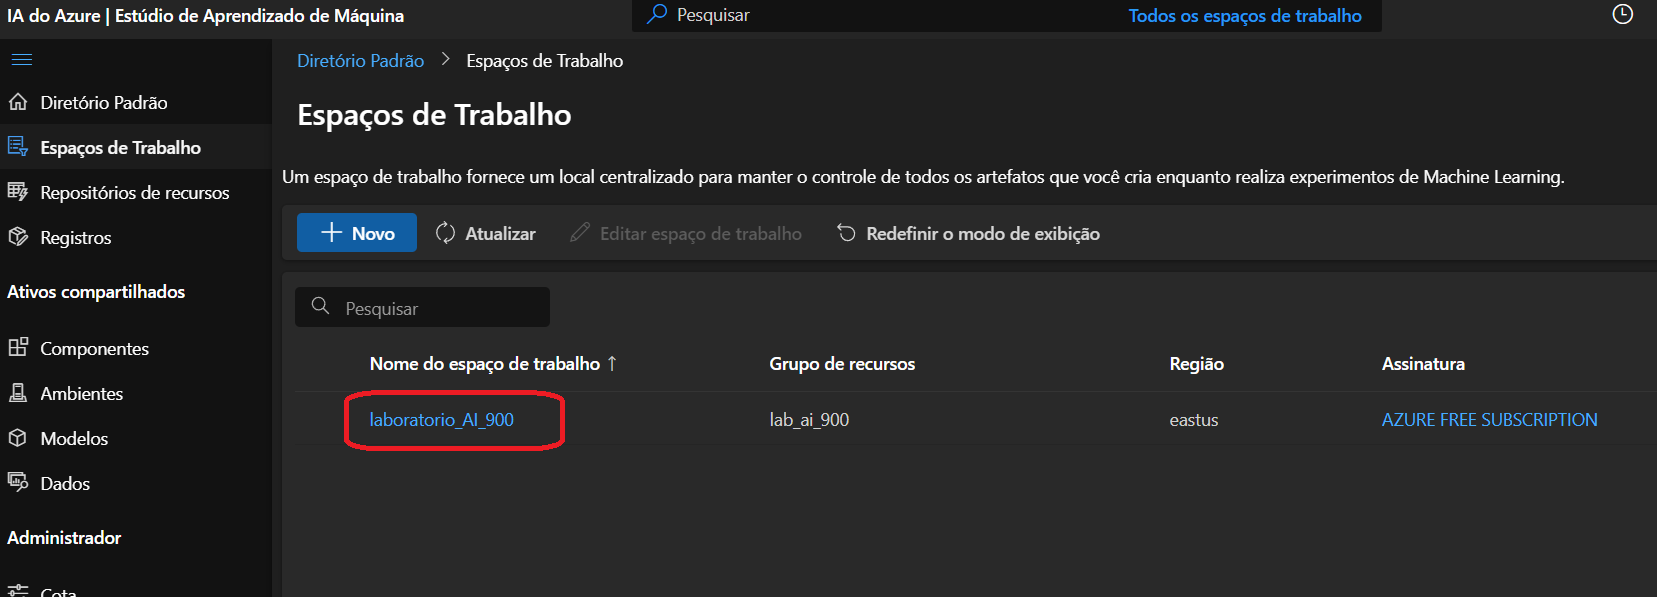 IA do Azure | Estúdio de Aprendizado de Máquina
Pesquisar
Todos os espaços de trabalho
Diretório Padrão > Espaços de Trabalho
Diretório Padrão
Espaços de Trabalho
Repositórios de recursos
Registros
Ativos compartilhados
Componentes
Ambientes
Modelos
Dados
Administrador
Cota
Espaços de Trabalho
Um espaço de trabalho fornece um local centralizado para manter o controle de todos os artefatos que você cria enquanto realiza experimentos de Machine Learning.
Novo
Atualizar
Editar espaço de trabalho
Redefinir o modo de exibição
Pesquisar
Nome do espaço de trabalho ↑ Grupo de recursos Região Assinatura
laboratorio_AI_900 lab_ai_900 eastus AZURE FREE SUBSCRIPTION